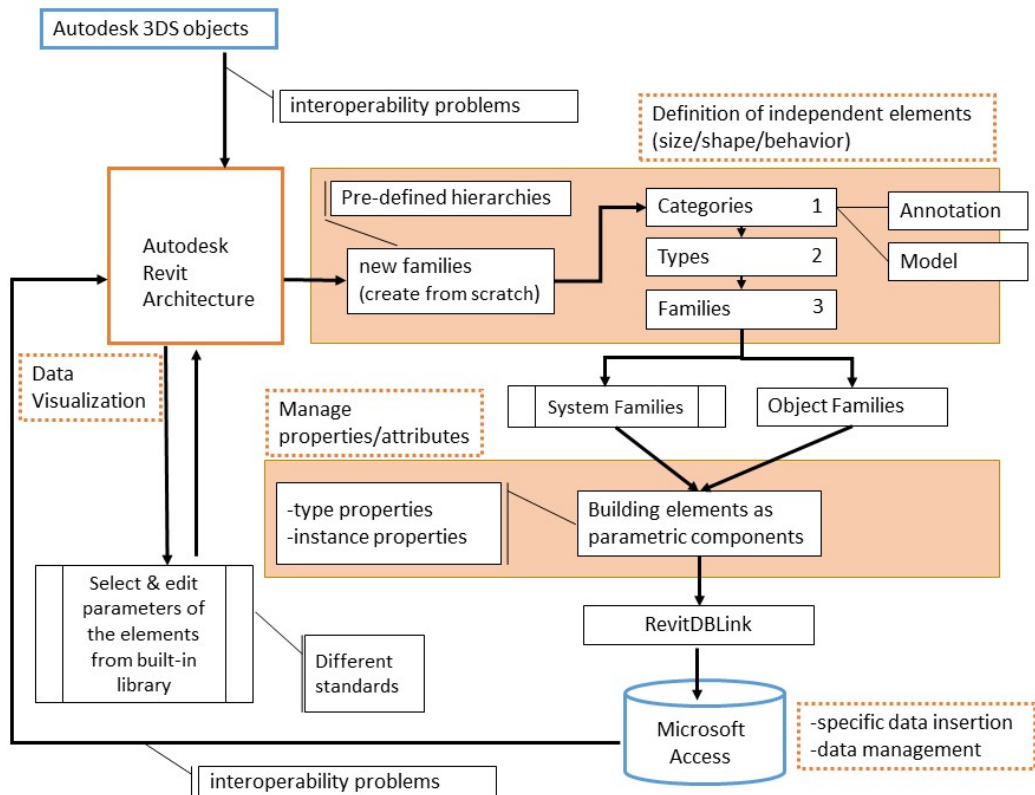 Autodesk 3DS objects
interoperability problems
Definition of independent elements
(size/shape/behavior)
Pre-defined hierarchies
Categories 1
Annotation
Autodesk
Revit
Architecture
new families
(create from scratch)
Types 2
Model
Families 3
Data
Visualization
Manage
properties/attributes
System Families
Object Families
-type properties
-instance properties
Building elements as
parametric components
Select & edit
parameters of
the elements
from built-in
library
Different
standards
RevitDBLink
Microsoft
Access
-specific data insertion
-data management
interoperability problems